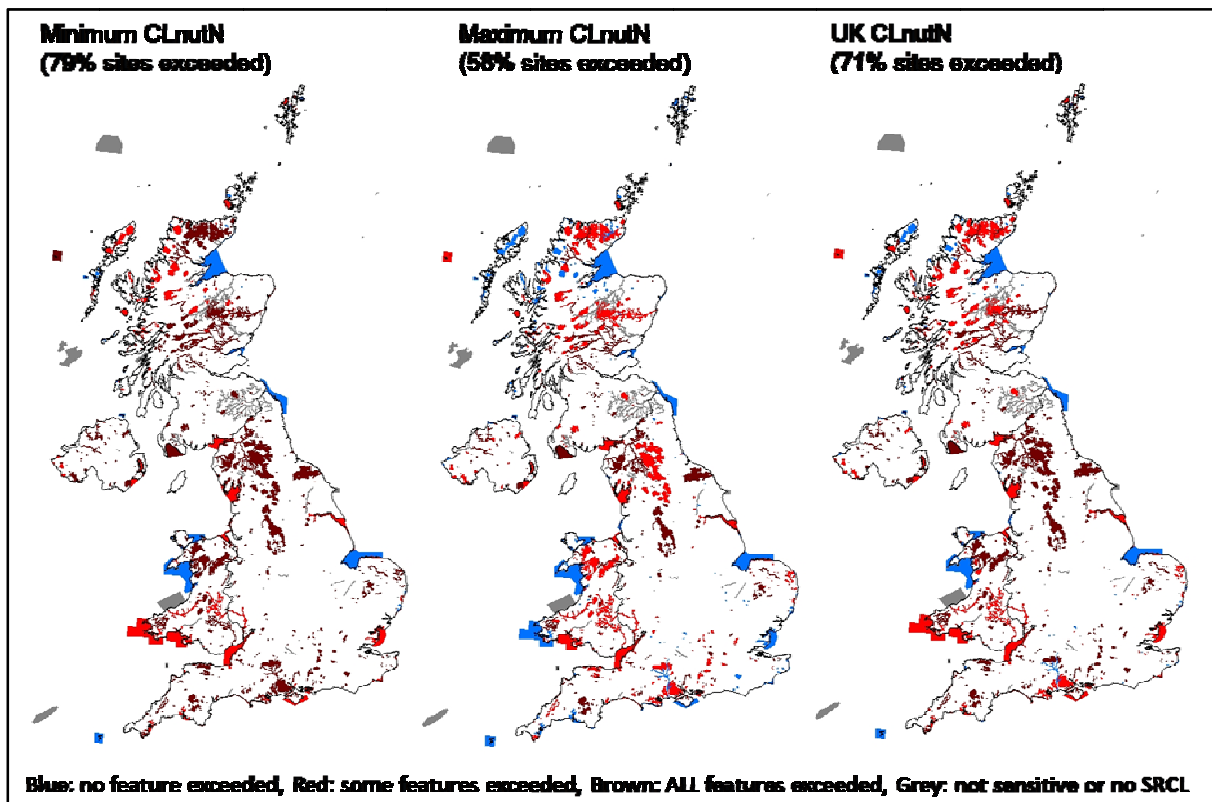 Minimum CLnutN
(79% sites exceeded)
Maximum CLnutN
(58% sites exceeded)
UK CLnutN
(71% sites exceeded)
Blue: no feature exceeded, Red: some features exceeded, Brown: ALL features exceeded, Grey: not sensitive or no SRCL